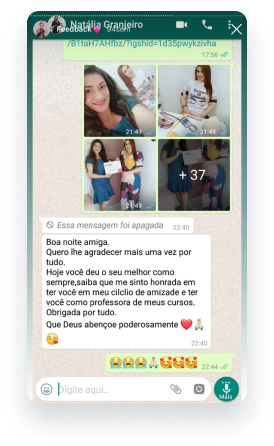 Natália Granjeiro
Feedback
/B1taH7AHfbz/?igshid=1d35pwykzivha
17:56
21:49
21:49
21:49
+ 37
Essa mensagem foi apagada
22:40
Boa noite amiga.
Quero lhe agradecer mais uma vez por
tudo.
Hoje você deu o seu melhor como
sempre,saiba que me sinto honrada em
ter você em meu cilclio de amizade e ter
você como professora de meus cursos.
Obrigada por tudo.
Que Deus abençoe poderosamente ❤️🙏🏻
😘
22:40
😭😭😭🙏🏻🥰🥰🥰
22:44
Digite aqui...
Mais